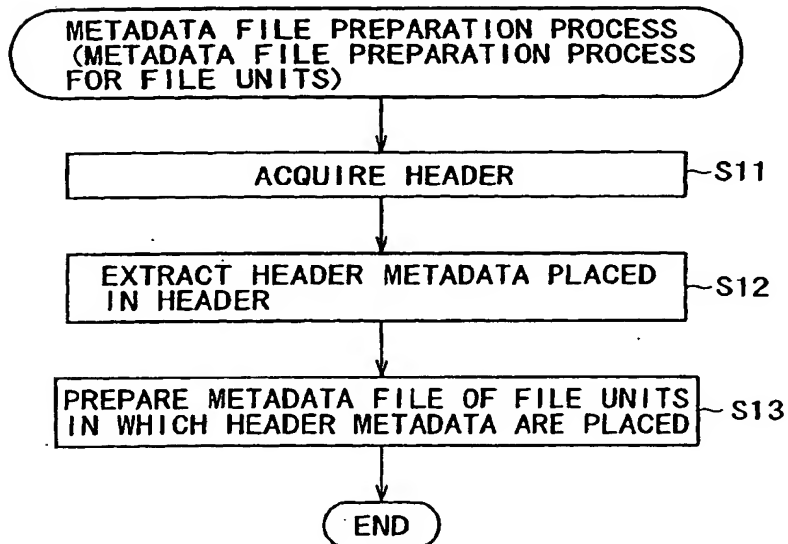 METADATA FILE PREPARATION PROCESS
(METADATA FILE PREPARATION PROCESS
FOR FILE UNITS)
ACQUIRE HEADER
~S11
EXTRACT HEADER METADATA PLACED
IN HEADER
~S12
PREPARE METADATA FILE OF FILE UNITS
IN WHICH HEADER METADATA ARE PLACED
~S13
END